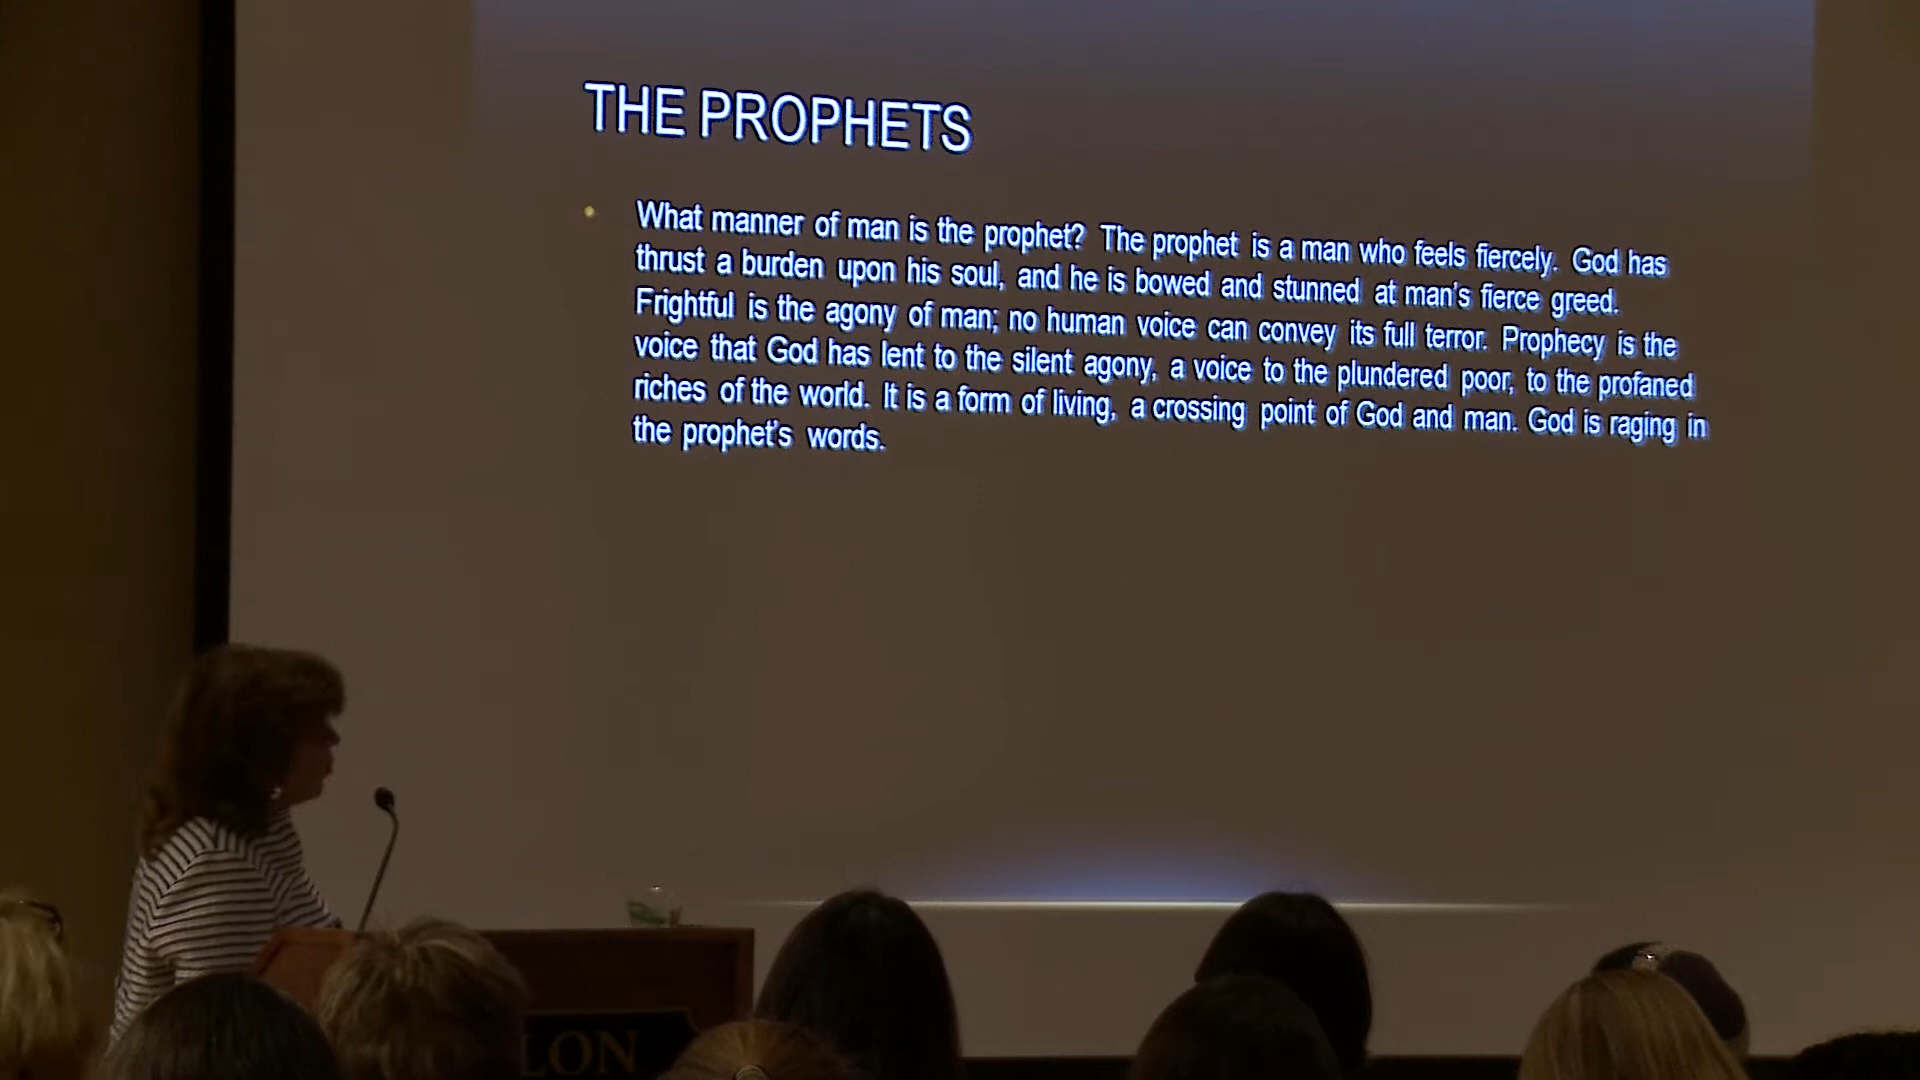 THE PROPHETS
• What manner of man is the prophet? The prophet is a man who feels fiercely. God has
thrust a burden upon his soul, and he is bowed and stunned at man's fierce greed.
Frightful is the agony of man; no human voice can convey its full terror. Prophecy is the
voice that God has lent to the silent agony, a voice to the plundered poor, to the profaned
riches of the world. It is a form of living, a crossing point of God and man. God is raging in
the prophet's words.
LON